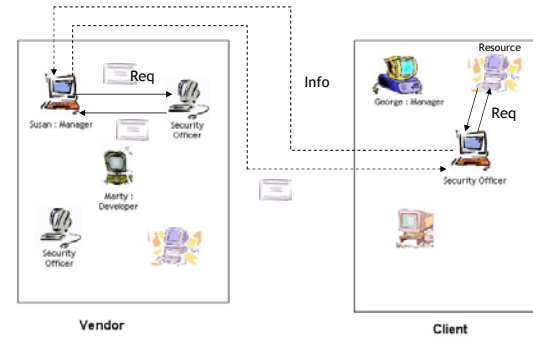 Resource
Req
Info
George : Manager
Req
Susan : Manager
Security
Officer
Security Officer
Marty :
Developer
Security
Officer
Vendor
Client